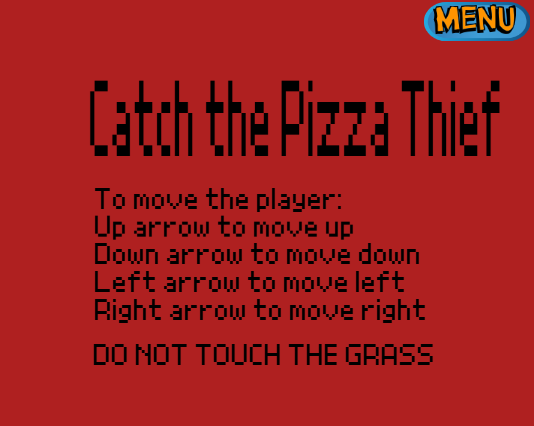 MENU
Catch the Pizza Thief
To move the player:
Up arrow to move up
Down arrow to move down
Left arrow to move left
Right arrow to move right
DO NOT TOUCH THE GRASS